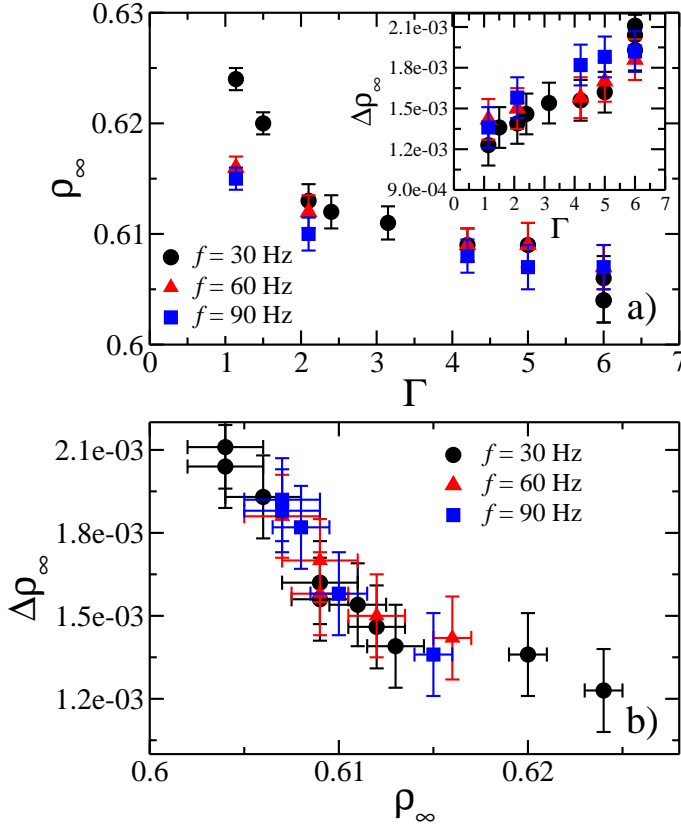 2.1e-03
1.8e-03
1.5e-03
1.2e-03
9.0e-04
Δρ∞
0 1 2 3 4 5 6 7
Γ
0.63
0.62
0.61
0.6
ρ∞
f = 30 Hz
f = 60 Hz
f = 90 Hz
a)
0 1 2 3 4 5 6 7
Γ
2.1e-03
1.8e-03
1.5e-03
1.2e-03
Δρ∞
f = 30 Hz
f = 60 Hz
f = 90 Hz
b)
0.6 0.61 0.62
ρ∞